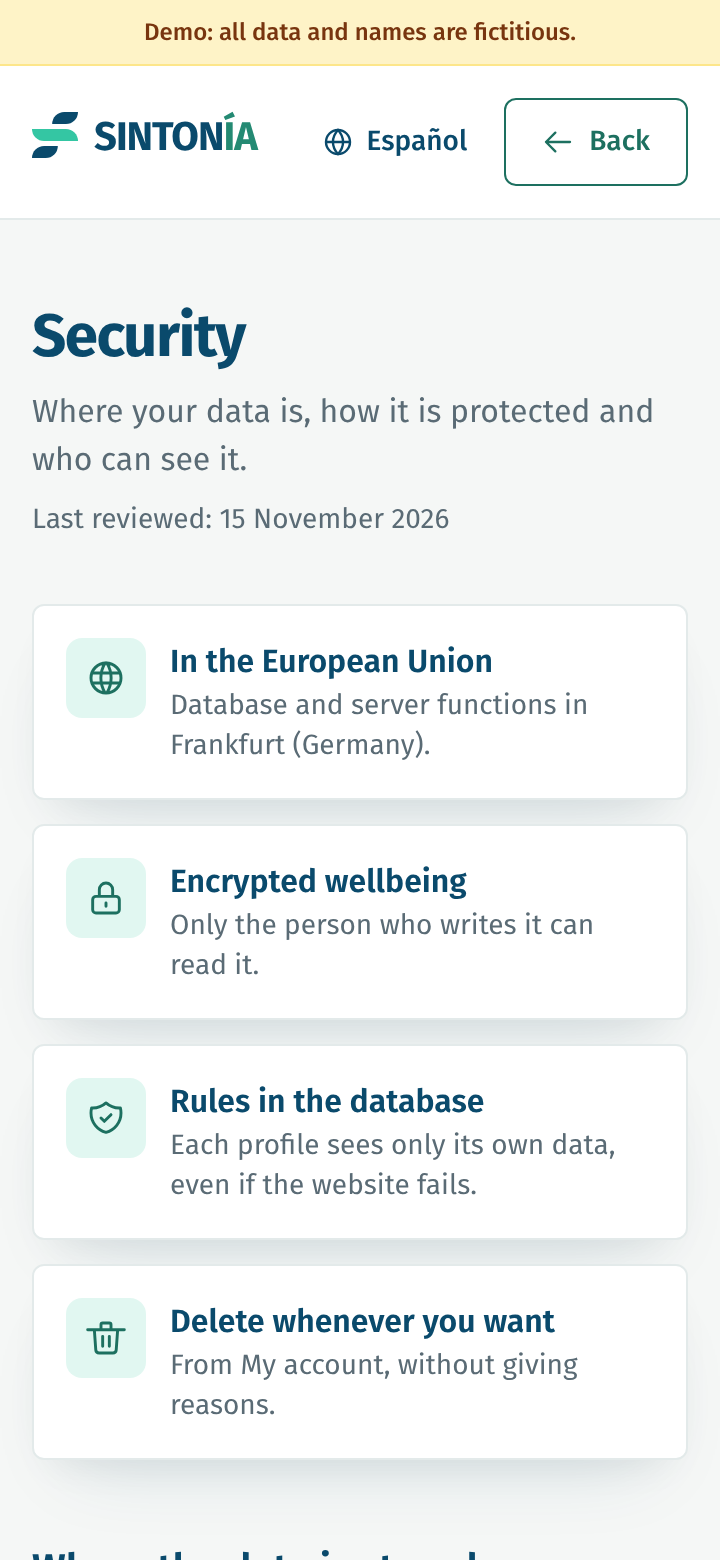 Demo: all data and names are fictitious.
SINTONÍA
Español
Back
Security
Where your data is, how it is protected and
who can see it.
Last reviewed: 15 November 2026
In the European Union
Database and server functions in
Frankfurt (Germany).
Encrypted wellbeing
Only the person who writes it can
read it.
Rules in the database
Each profile sees only its own data,
even if the website fails.
Delete whenever you want
From My account, without giving
reasons.